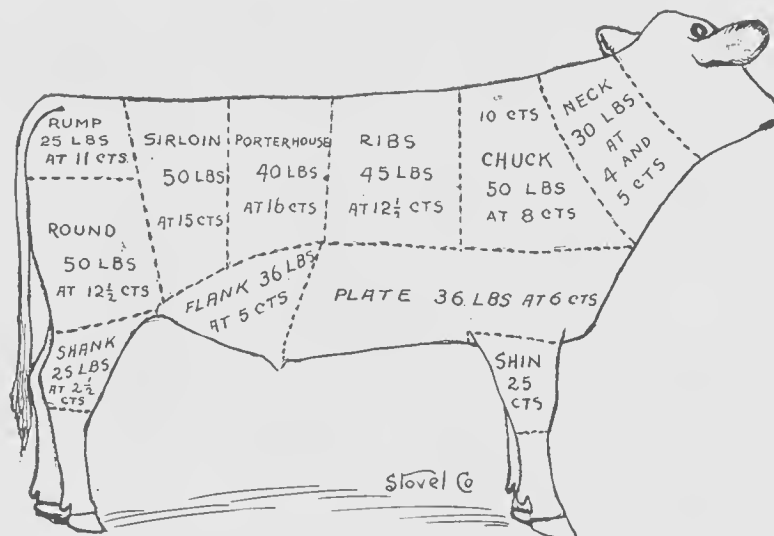 RUMP
25 LBS
AT 11 CTS.
SIRLOIN
50 LBS
AT 15 CTS
PORTERHOUSE
40 LBS
AT 16 CTS
RIBS
45 LBS
AT 12½ CTS
10 CTS
CHUCK
50 LBS
AT 8 CTS
NECK
30 LBS
AT
4 AND
5 CTS
ROUND
50 LBS
AT 12½ CTS
FLANK 36 LBS
AT 5 CTS
PLATE 36 LBS AT 6 CTS
SHANK
25 LBS
AT 2½
CTS
SHIN
25
CTS
Stovel Co